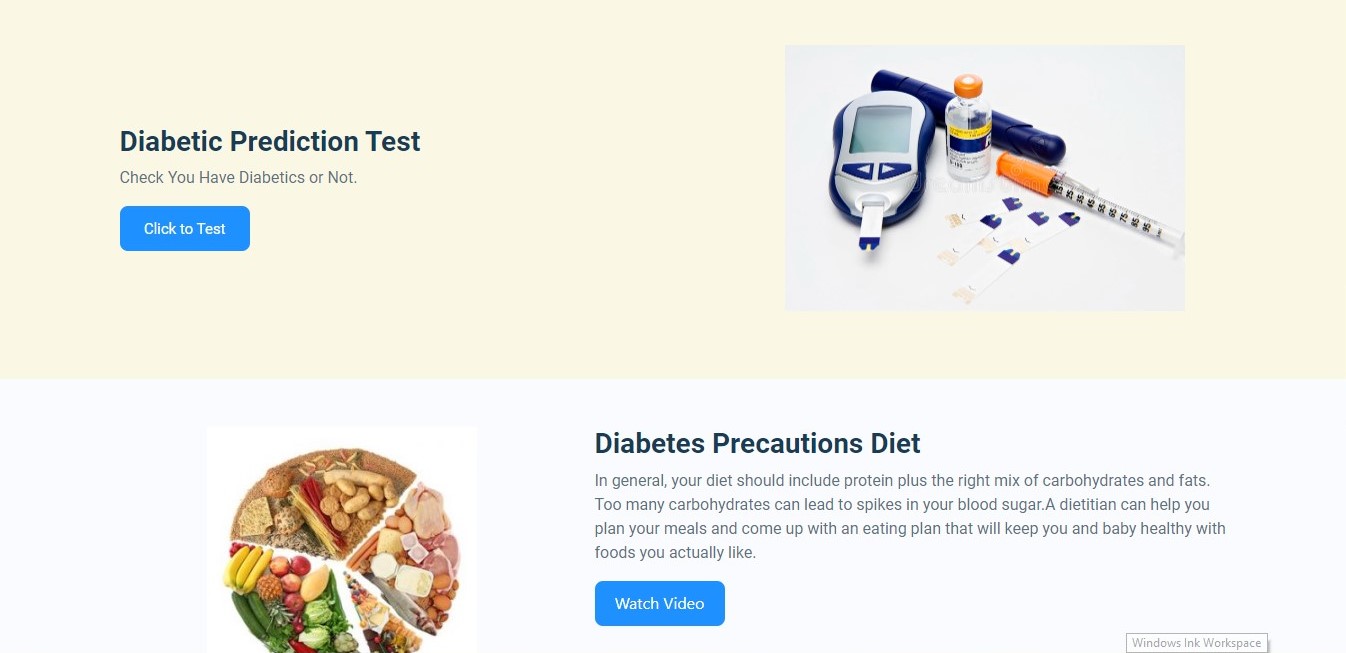 Diabetic Prediction Test
Check You Have Diabetics or Not.
Click to Test
Diabetes Precautions Diet
In general, your diet should include protein plus the right mix of carbohydrates and fats.
Too many carbohydrates can lead to spikes in your blood sugar.A dietitian can help you
plan your meals and come up with an eating plan that will keep you and baby healthy with
foods you actually like.
Watch Video
Windows Ink Workspace